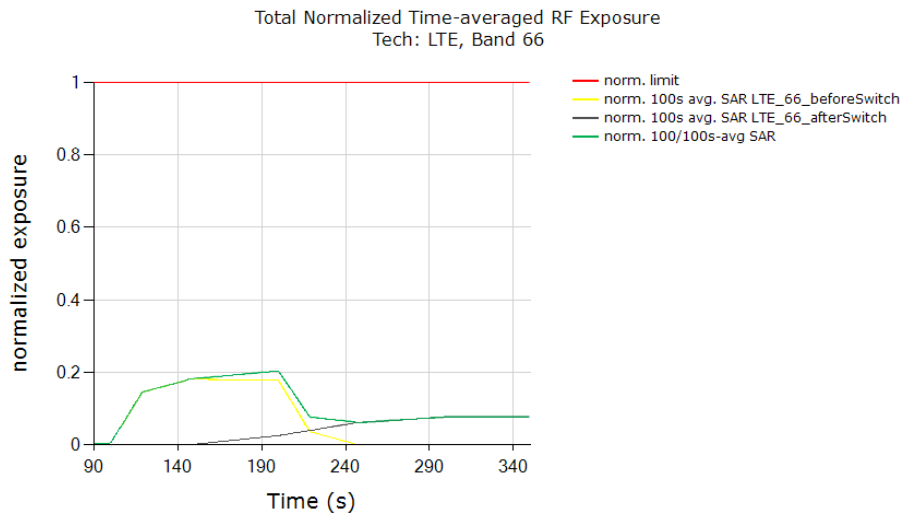 Total Normalized Time-averaged RF Exposure
Tech: LTE, Band 66
norm. limit
norm. 100s avg. SAR LTE_66_beforeSwitch
norm. 100s avg. SAR LTE_66_afterSwitch
norm. 100/100s-avg SAR
normalized exposure
1
0.8
0.6
0.4
0.2
0
90 140 190 240 290 340
Time (s)